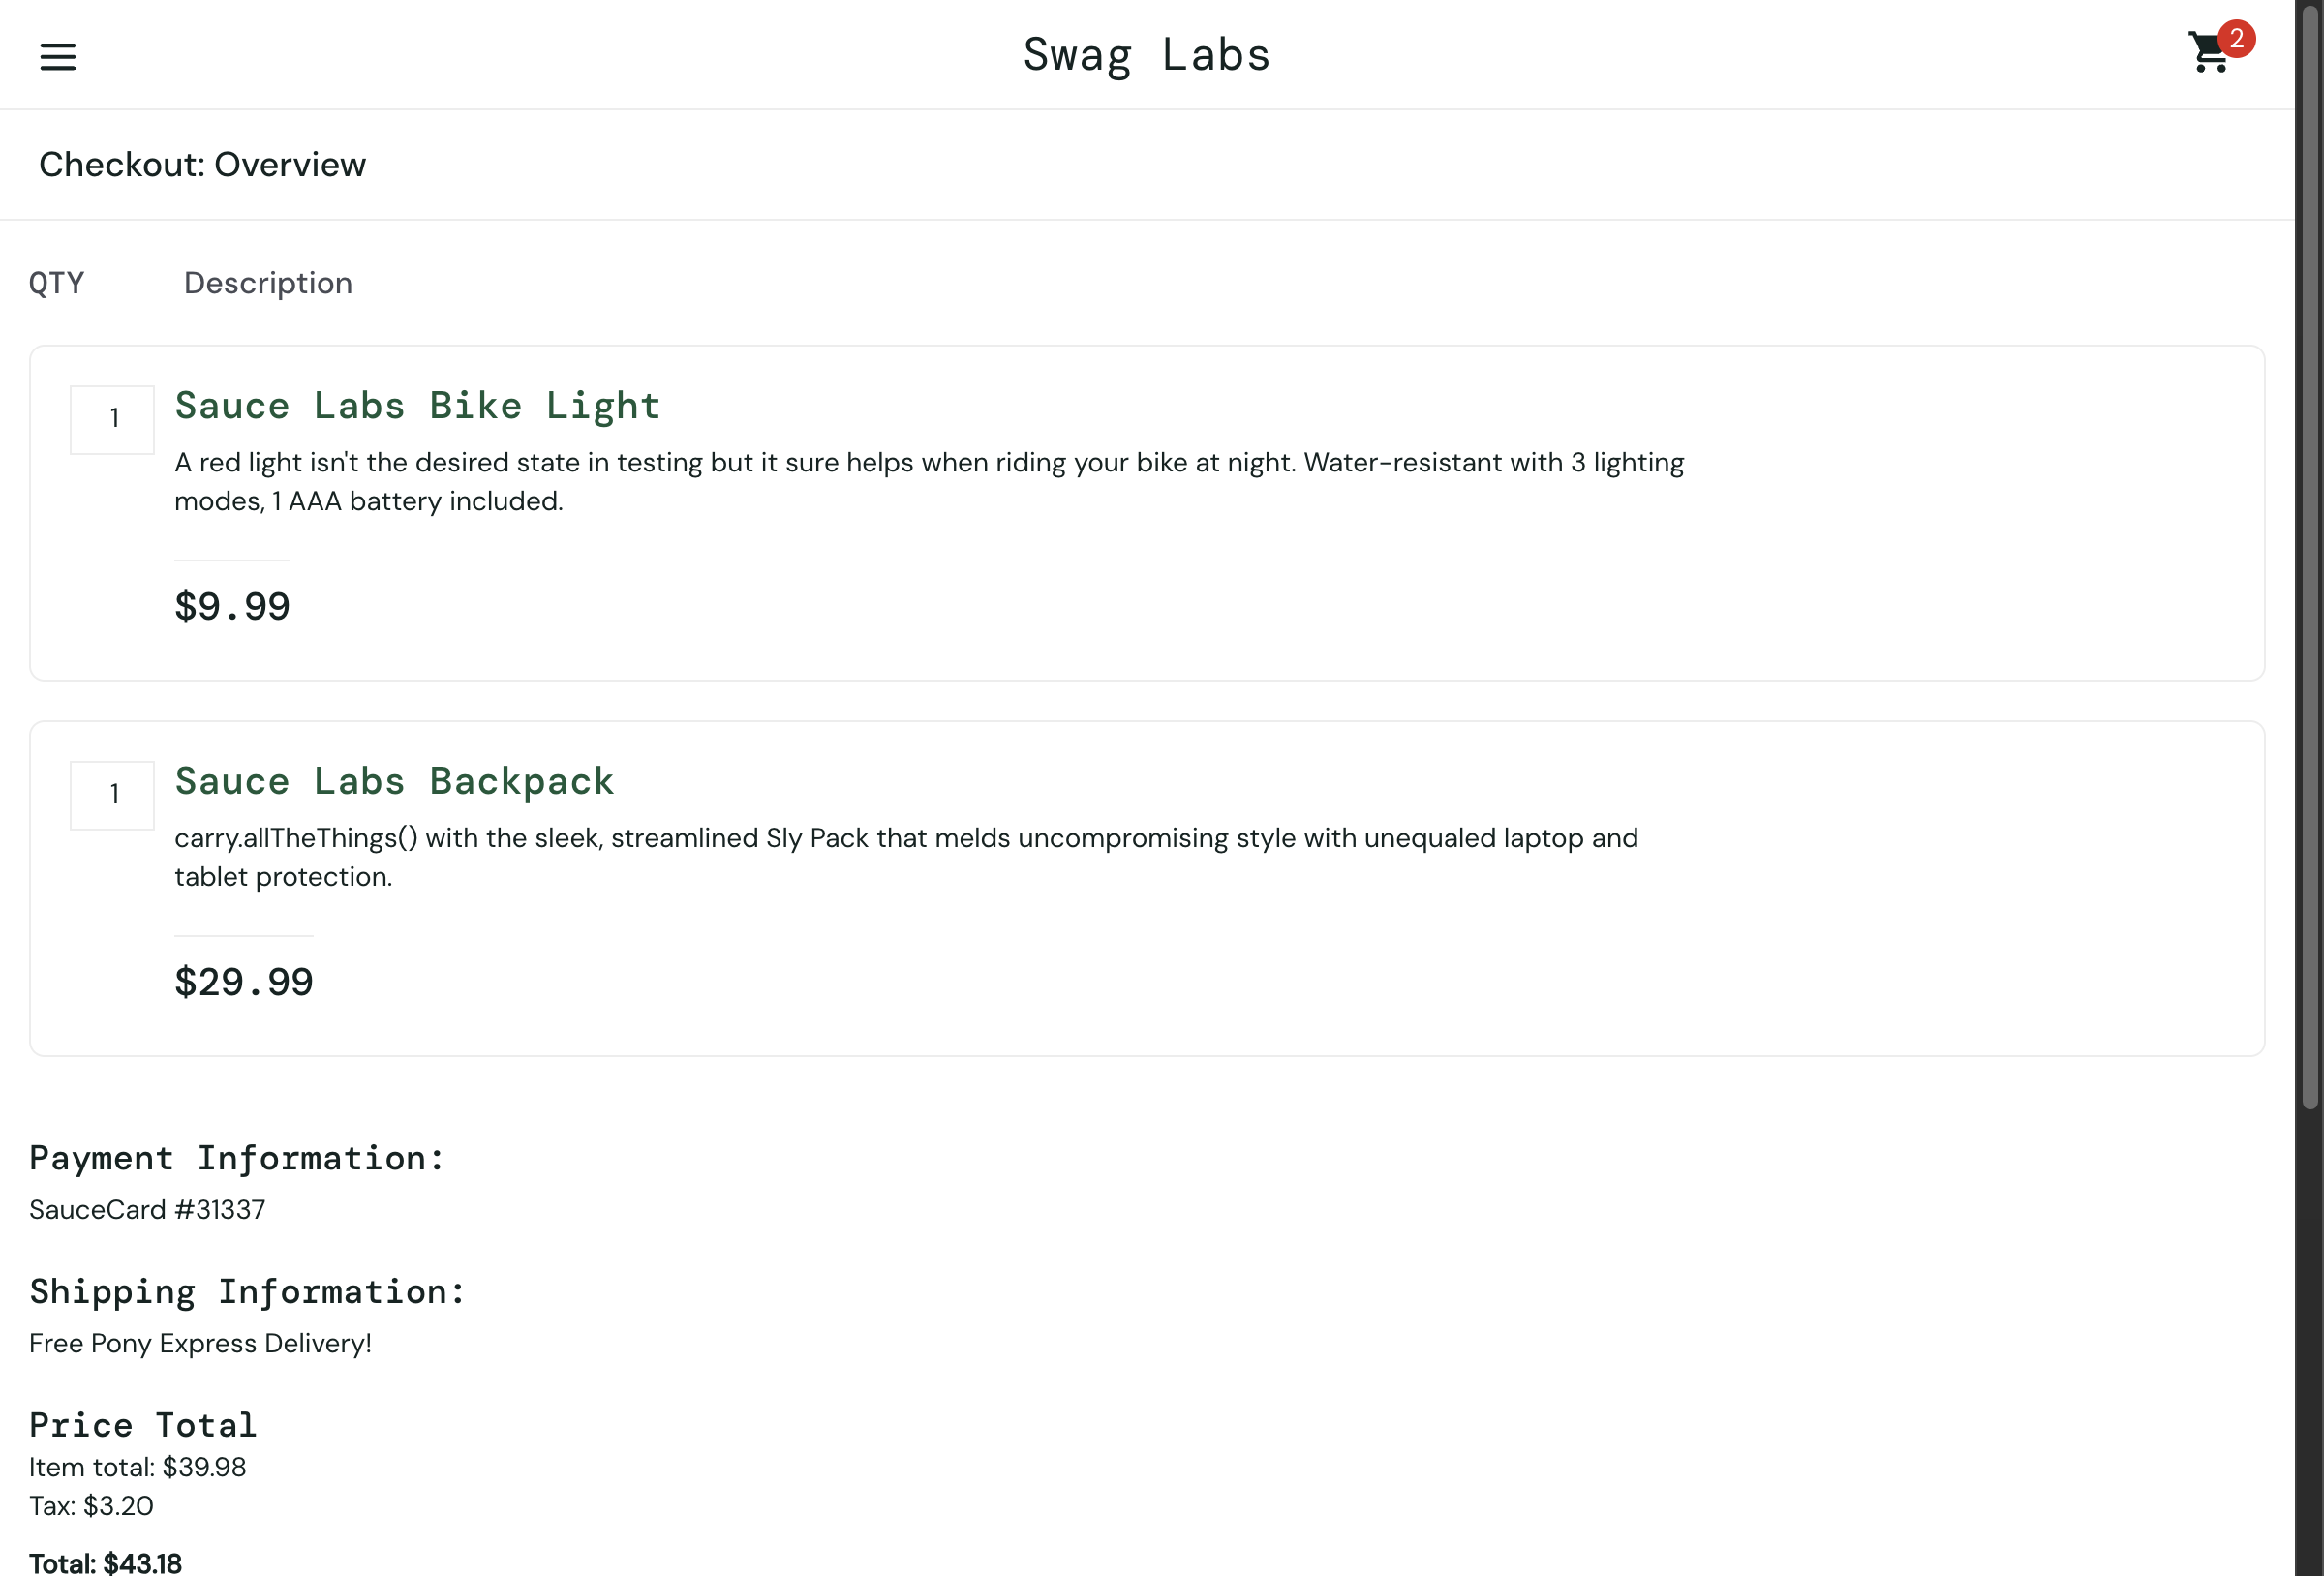 Swag Labs
2
Checkout: Overview
QTY Description
1
Sauce Labs Bike Light
A red light isn't the desired state in testing but it sure helps when riding your bike at night. Water-resistant with 3 lighting
modes, 1 AAA battery included.
$9.99
1
Sauce Labs Backpack
carry.allTheThings() with the sleek, streamlined Sly Pack that melds uncompromising style with unequaled laptop and
tablet protection.
$29.99
Payment Information:
SauceCard #31337
Shipping Information:
Free Pony Express Delivery!
Price Total
Item total: $39.98
Tax: $3.20
Total: $43.18